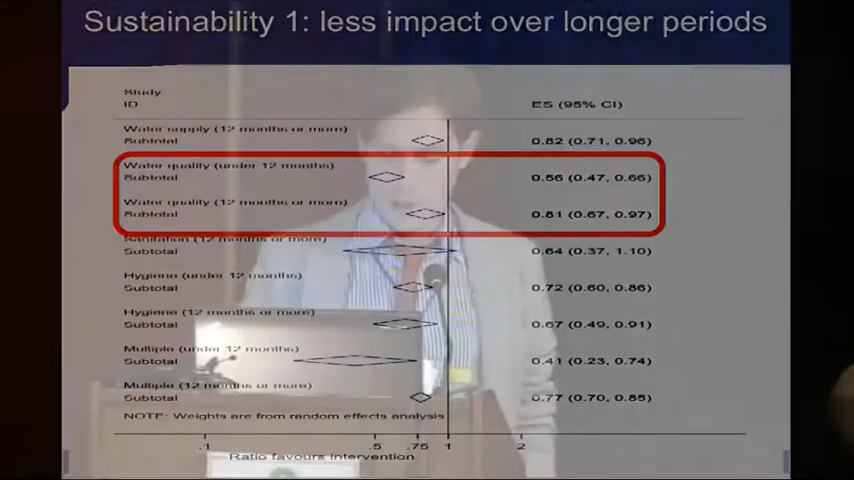 Sustainability 1: less impact over longer periods
Study
ID ES (95% CI)
Water supply (12 months or more)
Subtotal 0.82 (0.71, 0.96)
Water quality (under 12 months)
Subtotal 0.56 (0.47, 0.66)
Water quality (12 months or more)
Subtotal 0.81 (0.67, 0.97)
Sanitation (12 months or more)
Subtotal 0.64 (0.37, 1.10)
Hygiene (under 12 months)
Subtotal 0.72 (0.60, 0.86)
Hygiene (12 months or more)
Subtotal 0.67 (0.49, 0.91)
Multiple (under 12 months)
Subtotal 0.41 (0.23, 0.74)
Multiple (12 months or more)
Subtotal 0.77 (0.70, 0.85)
NOTE: Weights are from random effects analysis
.1 .5 .75 1 2
Ratio favours intervention